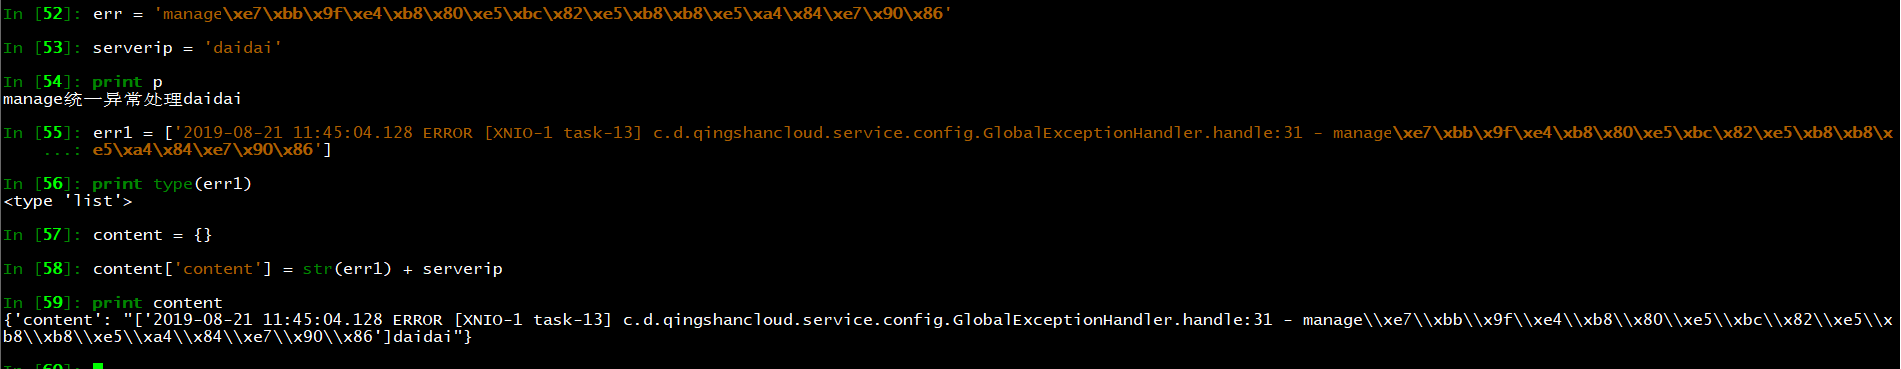 In [52]: err = 'manage\xe7\xbb\x9f\xe4\xb8\x80\xe5\xbc\x82\xe5\xb8\xb8\xe5\xa4\x84\xe7\x90\x86'
In [53]: serverip = 'daidai'
In [54]: print p
manage统一异常处理daidai
In [55]: err1 = ['2019-08-21 11:45:04.128 ERROR [XNIO-1 task-13] c.d.qingshancloud.service.config.GlobalExceptionHandler.handle:31 - manage\xe7\xbb\x9f\xe4\xb8\x80\xe5\xbc\x82\xe5\xb8\xb8\x
...: e5\xa4\x84\xe7\x90\x86']
In [56]: print type(err1)
<type 'list'>
In [57]: content = {}
In [58]: content['content'] = str(err1) + serverip
In [59]: print content
{'content': "['2019-08-21 11:45:04.128 ERROR [XNIO-1 task-13] c.d.qingshancloud.service.config.GlobalExceptionHandler.handle:31 - manage\\xe7\\xbb\\x9f\\xe4\\xb8\\x80\\xe5\\xbc\\x82\\xe5\\x
b8\\xb8\\xe5\\xa4\\x84\\xe7\\x90\\x86']daidai"}
In [60]: